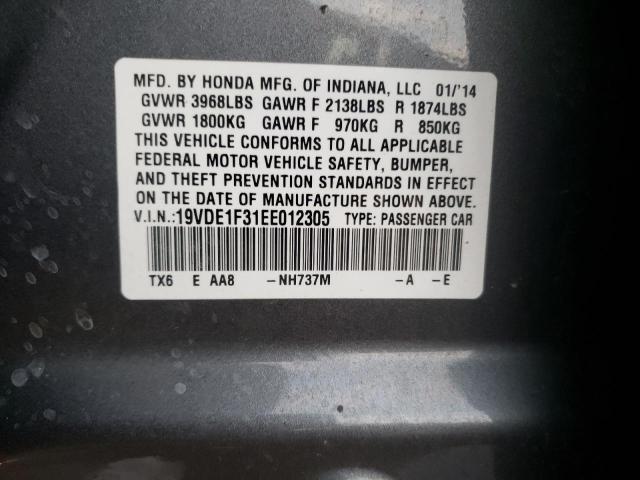 MFD. BY HONDA MFG. OF INDIANA, LLC 01/'14
GVWR 3968LBS GAWR F 2138LBS R 1874LBS
GVWR 1800KG GAWR F 970KG R 850KG
THIS VEHICLE CONFORMS TO ALL APPLICABLE
FEDERAL MOTOR VEHICLE SAFETY, BUMPER,
AND THEFT PREVENTION STANDARDS IN EFFECT
ON THE DATE OF MANUFACTURE SHOWN ABOVE.
V.I.N.:19VDE1F31EE012305 TYPE: PASSENGER CAR
TX6 E AA8 -NH737M -A -E